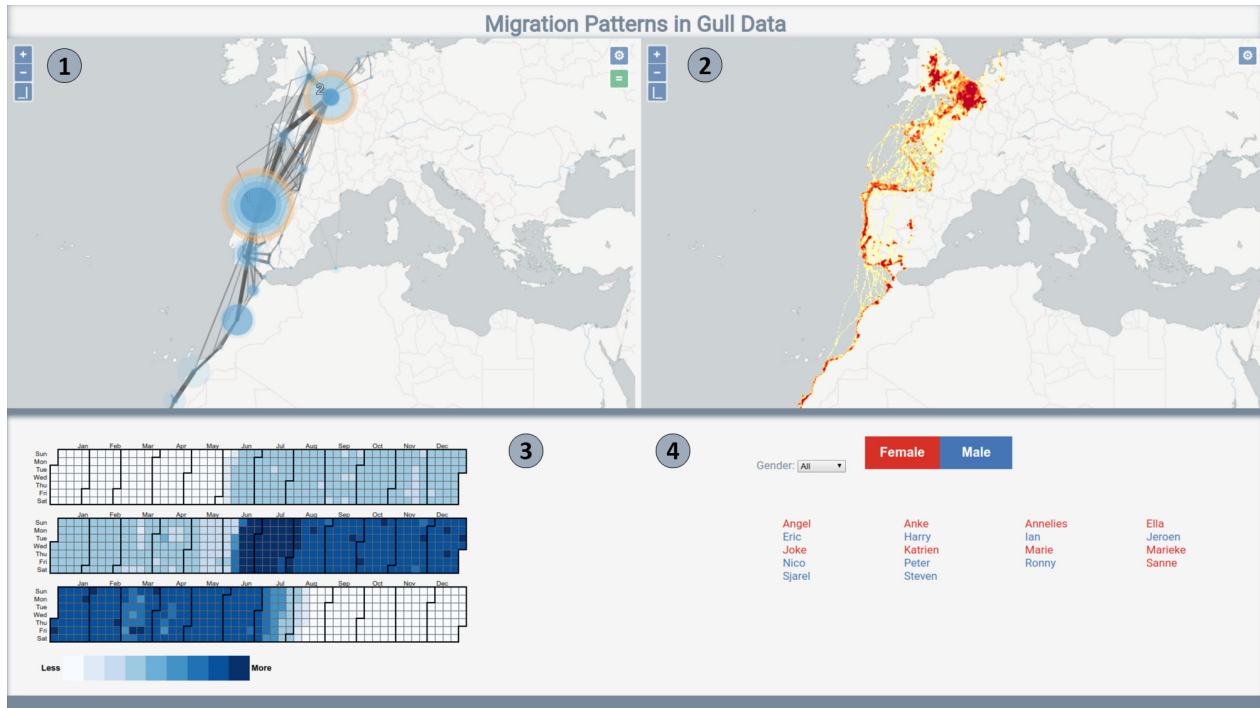 Migration Patterns in Gull Data
+
−
1
2
=
+
−
2
3
4
Jan Feb Mar Apr May Jun Jul Aug Sep Oct Nov Dec
Sun
Mon
Tue
Wed
Thu
Fri
Sat
Jan Feb Mar Apr May Jun Jul Aug Sep Oct Nov Dec
Sun
Mon
Tue
Wed
Thu
Fri
Sat
Jan Feb Mar Apr May Jun Jul Aug Sep Oct Nov Dec
Sun
Mon
Tue
Wed
Thu
Fri
Sat
Less More
Female Male
Gender: All
Angel Anke Annelies Ella
Eric Harry Ian Jeroen
Joke Katrien Marie Marieke
Nico Peter Ronny Sanne
Sjarel Steven